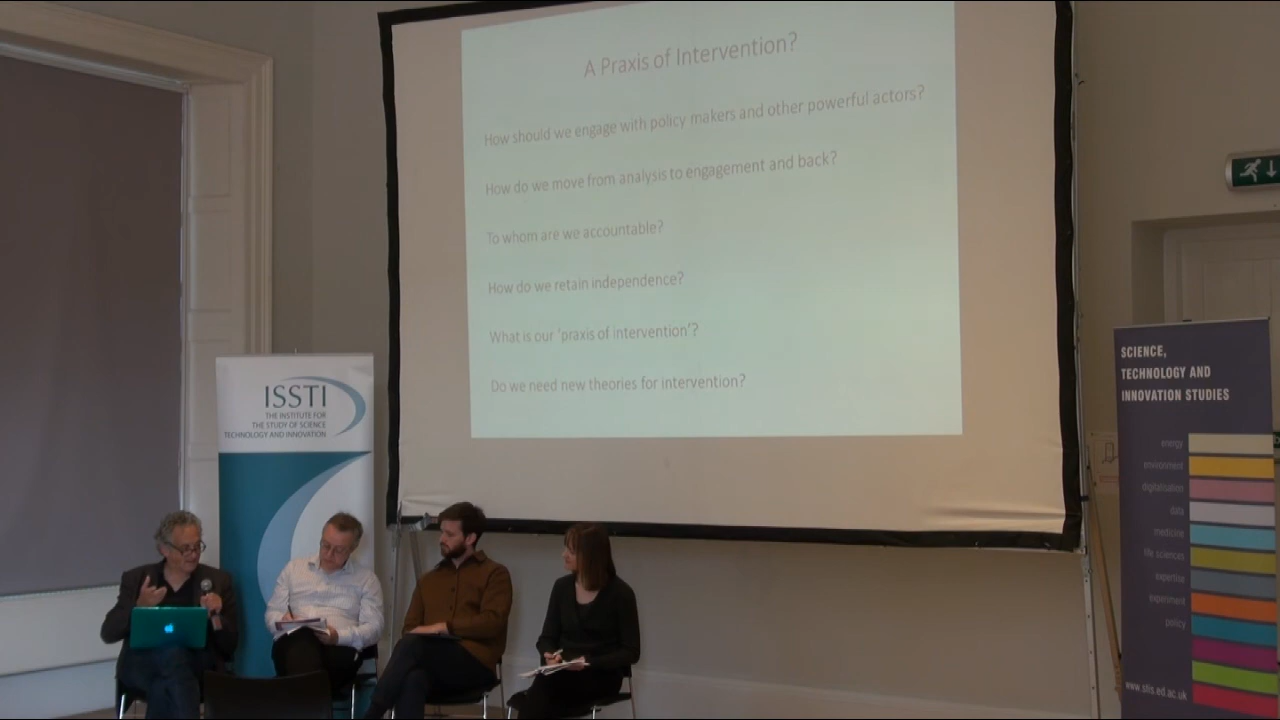 A Praxis of Intervention?
How should we engage with policy makers and other powerful actors?
How do we move from analysis to engagement and back?
To whom are we accountable?
How do we retain independence?
What is our 'praxis of intervention'?
Do we need new theories for intervention?
ISSTI
THE INSTITUTE FOR
THE STUDY OF SCIENCE
TECHNOLOGY AND INNOVATION
SCIENCE,
TECHNOLOGY AND
INNOVATION STUDIES
energy
environment
digitalisation
data
medicine
life sciences
expertise
experiment
policy
www.stis.ed.ac.uk